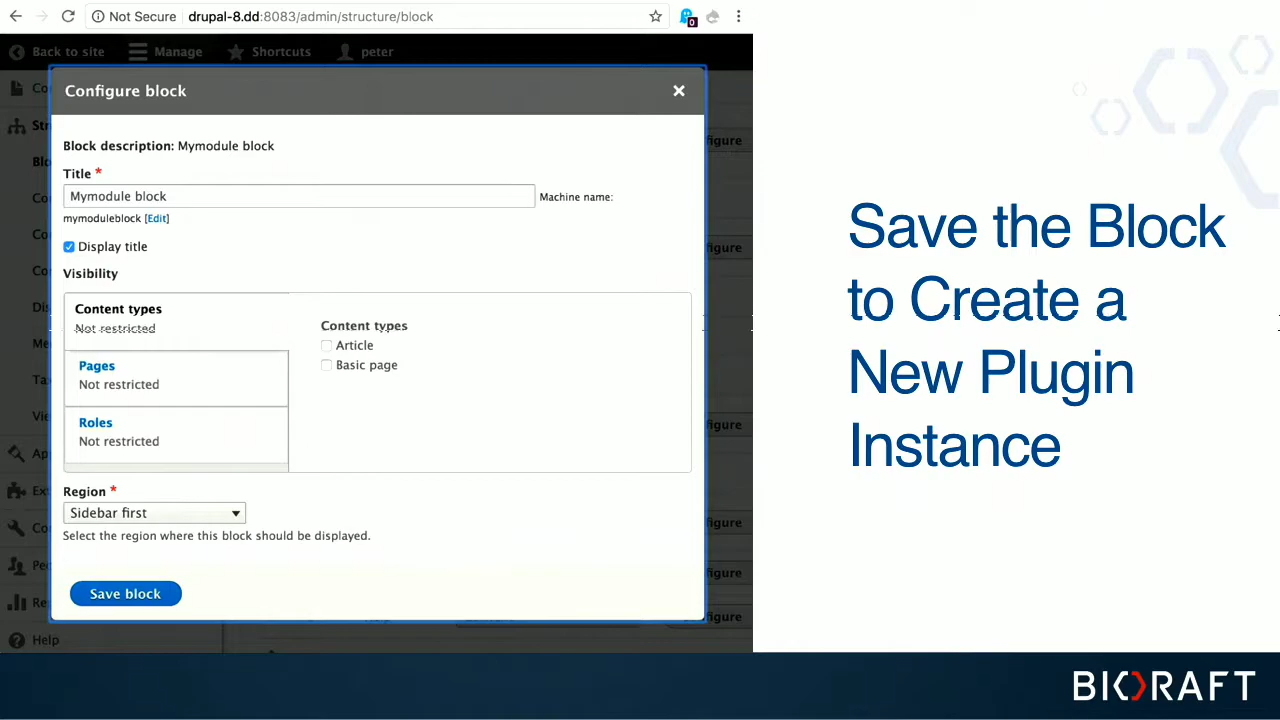 Not Secure drupal-8.dd:8083/admin/structure/block
0
Back to site Manage Shortcuts peter
Configure block
Block description: Mymodule block
Title *
Mymodule block
Machine name:
mymoduleblock [Edit]
Display title
Visibility
Content types
Not restricted
Pages
Not restricted
Roles
Not restricted
Content types
Article
Basic page
Region *
Sidebar first
Select the region where this block should be displayed.
Save block
Help
Save the Block
to Create a
New Plugin
Instance
BIORAFT